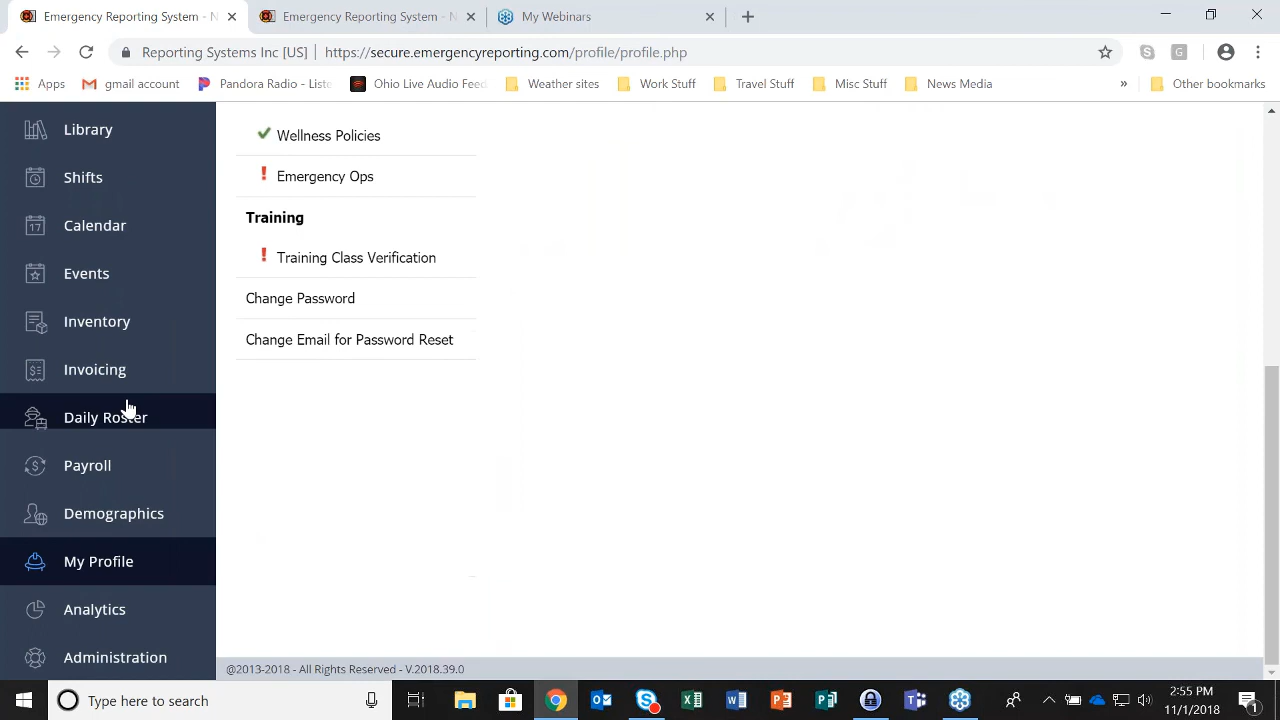 Emergency Reporting System - N
Emergency Reporting System -
My Webinars
Reporting Systems Inc [US] | https://secure.emergencyreporting.com/profile/profile.php
Apps
gmail account
Pandora Radio - Liste
Ohio Live Audio Feed
Weather sites
Work Stuff
Travel Stuff
Misc Stuff
News Media
»
Other bookmarks
Library
Shifts
Calendar
Events
Inventory
Invoicing
Daily Roster
Payroll
Demographics
My Profile
Analytics
Administration
Wellness Policies
Emergency Ops
Training
Training Class Verification
Change Password
Change Email for Password Reset
@2013-2018 - All Rights Reserved - V.2018.39.0
Type here to search
2:55 PM
11/1/2018